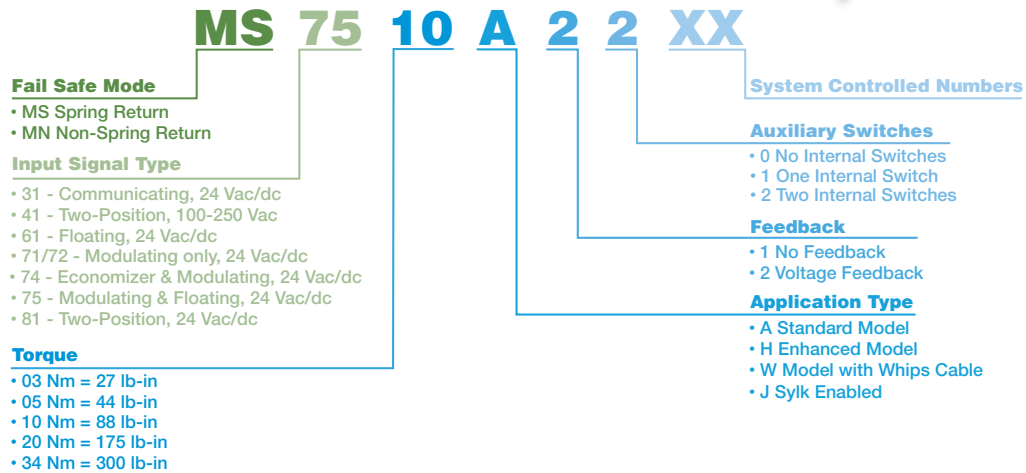 MS 75 10 A 2 2 XX
Fail Safe Mode
• MS Spring Return
• MN Non-Spring Return
Input Signal Type
• 31 - Communicating, 24 Vac/dc
• 41 - Two-Position, 100-250 Vac
• 61 - Floating, 24 Vac/dc
• 71/72 - Modulating only, 24 Vac/dc
• 74 - Economizer & Modulating, 24 Vac/dc
• 75 - Modulating & Floating, 24 Vac/dc
• 81 - Two-Position, 24 Vac/dc
Torque
• 03 Nm = 27 lb-in
• 05 Nm = 44 lb-in
• 10 Nm = 88 lb-in
• 20 Nm = 175 lb-in
• 34 Nm = 300 lb-in
System Controlled Numbers
Auxiliary Switches
• 0 No Internal Switches
• 1 One Internal Switch
• 2 Two Internal Switches
Feedback
• 1 No Feedback
• 2 Voltage Feedback
Application Type
• A Standard Model
• H Enhanced Model
• W Model with Whips Cable
• J Sylk Enabled